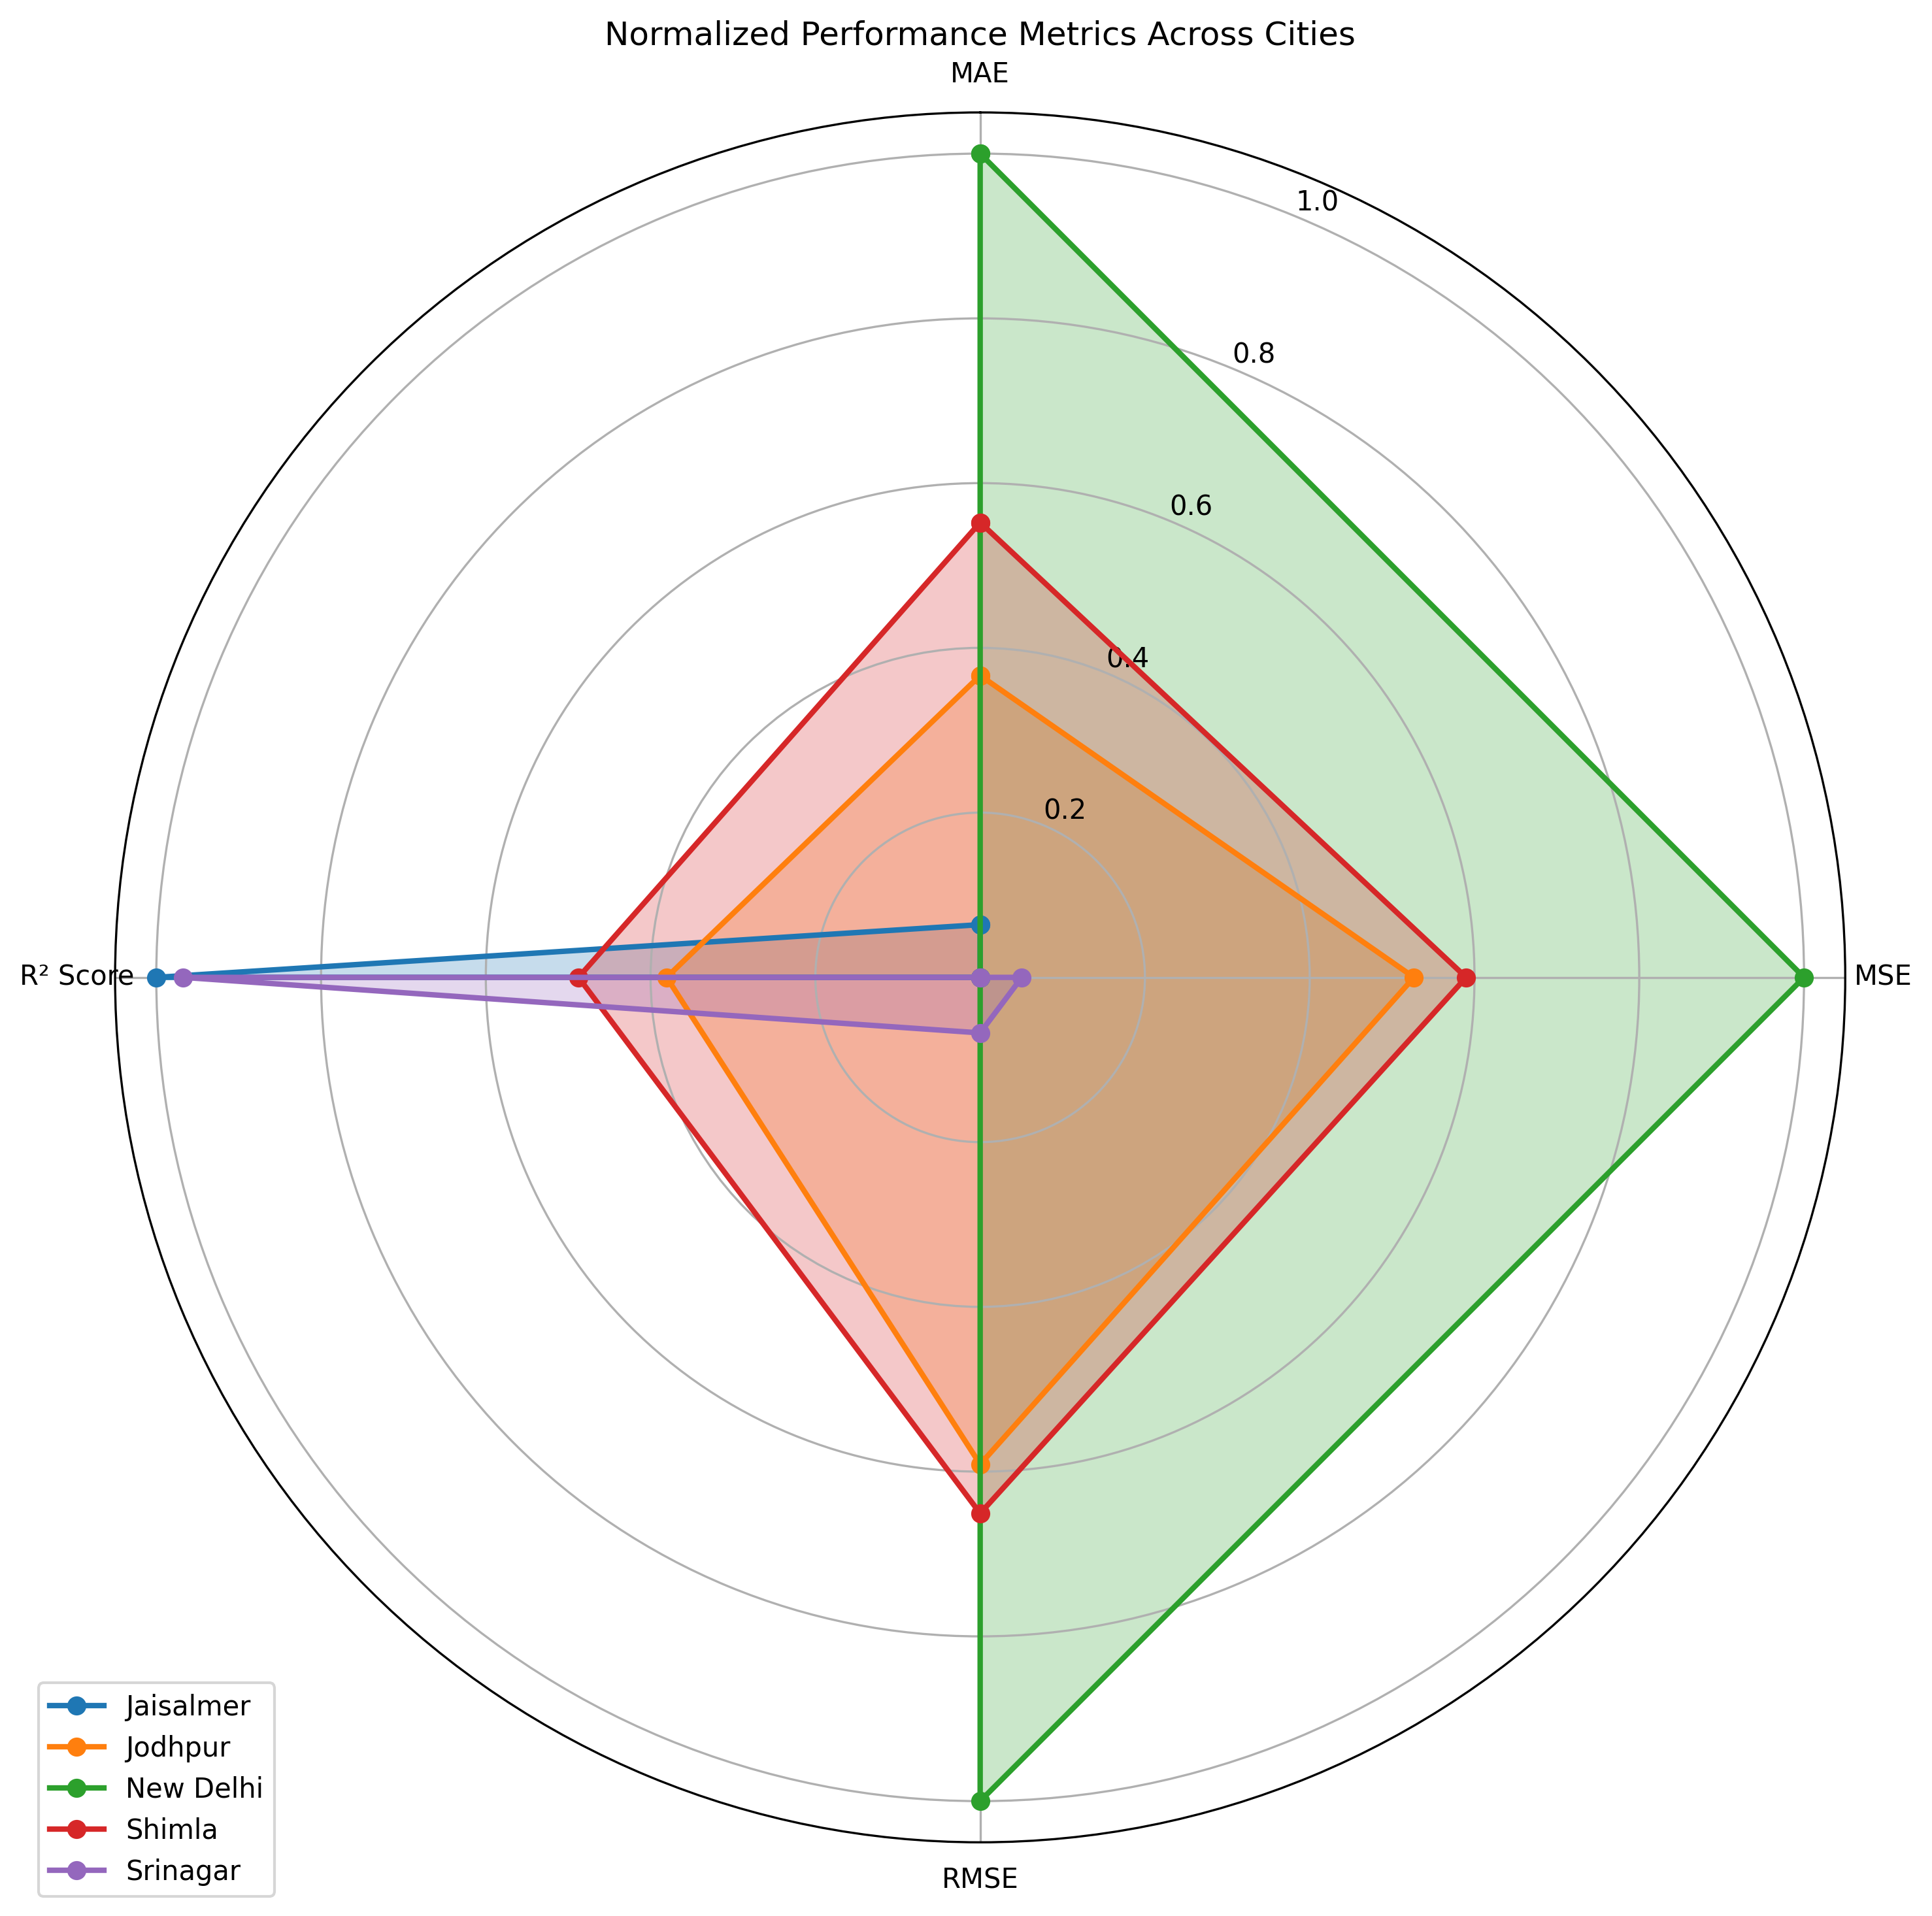 Normalized Performance Metrics Across Cities
MAE
1.0
0.8
0.6
0.4
0.2
R² Score
MSE
RMSE
Jaisalmer
Jodhpur
New Delhi
Shimla
Srinagar